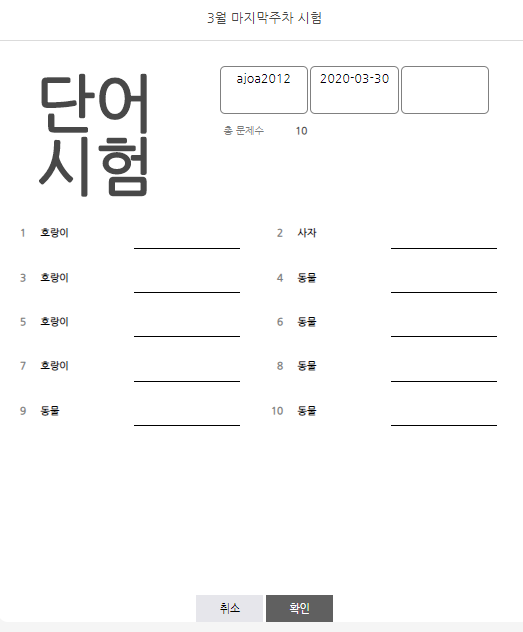 3월 마지막주차 시험
단어
시험
ajoa2012 2020-03-30
총 문제수 10
1 호랑이 2 사자
3 호랑이 4 동물
5 호랑이 6 동물
7 호랑이 8 동물
9 동물 10 동물
취소 확인